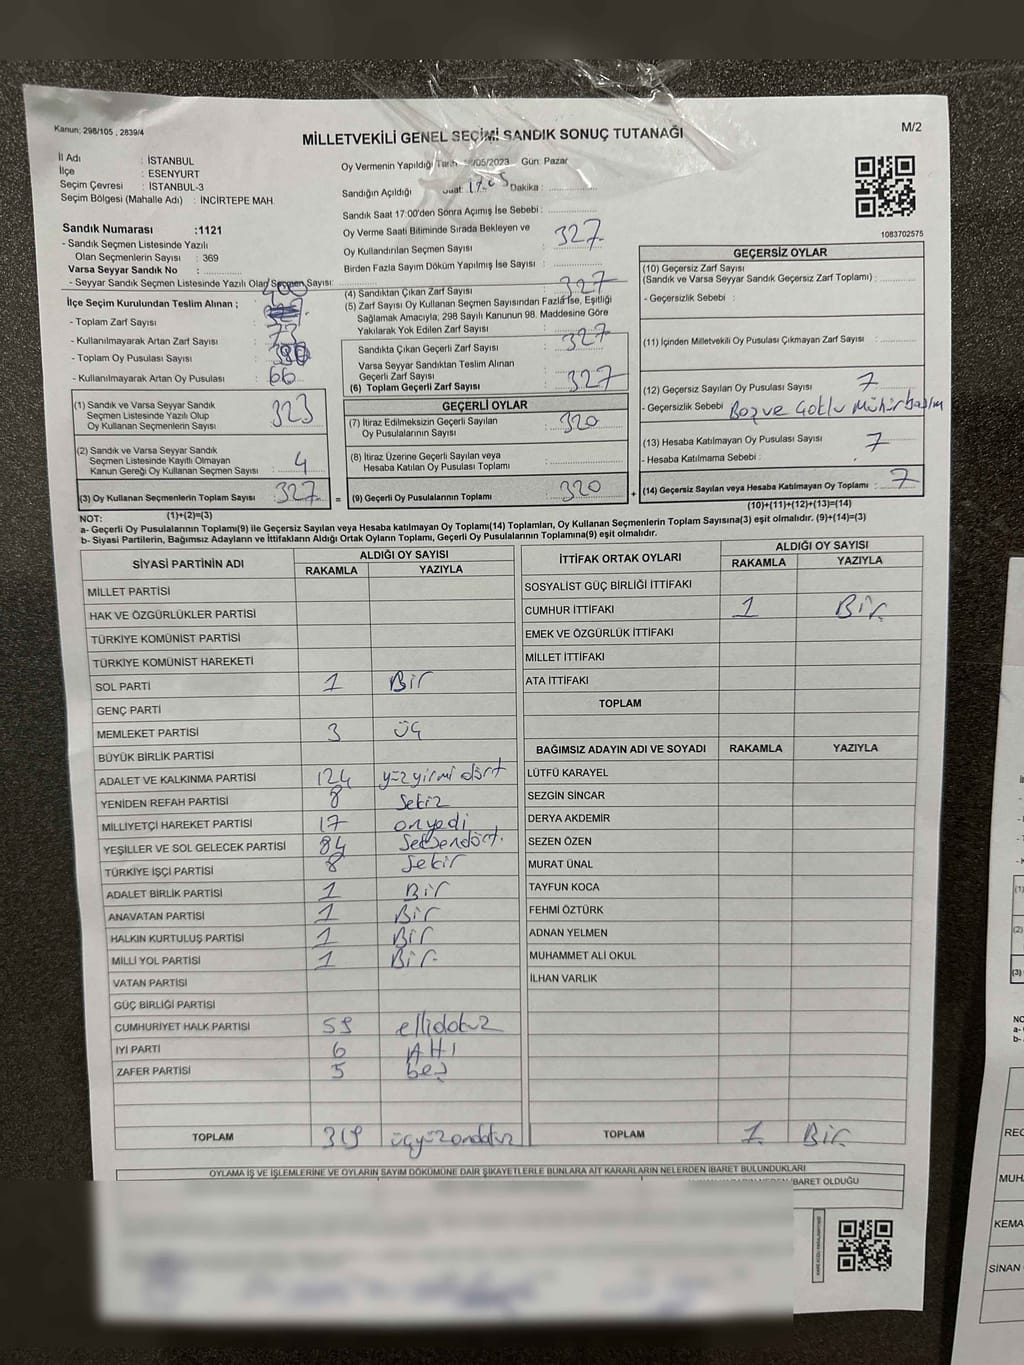 Kanun; 298/105 , 2839/4
MİLLETVEKİLİ GENEL SEÇİMİ SANDIK SONUÇ TUTANAĞI
M/2
İl Adı : İSTANBUL
İlçe : ESENYURT
Seçim Çevresi : İSTANBUL-3
Seçim Bölgesi (Mahalle Adı) : İNCİRTEPE MAH.
Oy Vermenin Yapıldığı /05/2023 Gün: Pazar
Sandığın Açıldığı 17.05 Dakika : ..............
Sandık Saat 17:00'den Sonra Açımış İse Sebebi : ..............
Oy Verme Saati Bitiminde Sırada Bekleyen ve
Oy Kullandırılan Seçmen Sayısı : 327
Birden Fazla Sayım Döküm Yapılmış İse Sayısı : ..............
1083702575
Sandık Numarası :1121
- Sandık Seçmen Listesinde Yazılı
Olan Seçmenlerin Sayısı : 369
Varsa Seyyar Sandık No : ..............
- Seyyar Sandık Seçmen Listesinde Yazılı Olan Seçmen Sayısı:
İlçe Seçim Kurulundan Teslim Alınan ; 400
- Toplam Zarf Sayısı :
- Kullanılmayarak Artan Zarf Sayısı : 73
- Toplam Oy Pusulası Sayısı :
- Kullanılmayarak Artan Oy Pusulası : 66
(1) Sandık ve Varsa Seyyar Sandık
Seçmen Listesinde Yazılı Olup
Oy Kullanan Seçmenlerin Sayısı : 323
(2) Sandık ve Varsa Seyyar Sandık
Seçmen Listesinde Kayıtlı Olmayan
Kanun Gereği Oy Kullanan Seçmen Sayısı : 4
(3) Oy Kullanan Seçmenlerin Toplam Sayısı : 327
(1)+(2)=(3)
(4) Sandıktan Çıkan Zarf Sayısı : 327
(5) Zarf Sayısı Oy Kullanan Seçmen Sayısından Fazla İse, Eşitliği
Sağlamak Amacıyla; 298 Sayılı Kanunun 98. Maddesine Göre
Yakılarak Yok Edilen Zarf Sayısı : ..............
Sandıkta Çıkan Geçerli Zarf Sayısı : 327
Varsa Seyyar Sandıktan Teslim Alınan
Geçerli Zarf Sayısı : ..............
(6) Toplam Geçerli Zarf Sayısı : 327
GEÇERLİ OYLAR
(7) İtiraz Edilmeksizin Geçerli Sayılan
Oy Pusulalarının Sayısı : 320
(8) İtiraz Üzerine Geçerli Sayılan veya
Hesaba Katılan Oy Pusulası Toplamı : ..............
= (9) Geçerli Oy Pusulalarının Toplamı : 320
GEÇERSİZ OYLAR
(10) Geçersiz Zarf Sayısı
(Sandık ve Varsa Seyyar Sandık Geçersiz Zarf Toplamı) : ..............
- Geçersizlik Sebebi :
(11) İçinden Milletvekili Oy Pusulası Çıkmayan Zarf Sayısı : ..............
(12) Geçersiz Sayılan Oy Pusulası Sayısı : 7
- Geçersizlik Sebebi : Boş ve Çoklu Mühür basım
(13) Hesaba Katılmayan Oy Pusulası Sayısı : 7
- Hesaba Katılmama Sebebi :
+ (14) Geçersiz Sayılan veya Hesaba Katılmayan Oy Toplamı : 7
(10)+(11)+(12)+(13)=(14)
NOT:
a- Geçerli Oy Pusulalarının Toplamı(9) ile Geçersiz Sayılan veya Hesaba katılmayan Oy Toplamı(14) Toplamları, Oy Kullanan Seçmenlerin Toplam Sayısına(3) eşit olmalıdır. (9)+(14)=(3)
b- Siyasi Partilerin, Bağımsız Adayların ve İttifakların Aldığı Ortak Oyların Toplamı, Geçerli Oy Pusulalarının Toplamına(9) eşit olmalıdır.
SİYASİ PARTİNİN ADI ALDIĞI OY SAYISI
RAKAMLA YAZIYLA
MİLLET PARTİSİ
HAK VE ÖZGÜRLÜKLER PARTİSİ
TÜRKİYE KOMÜNİST PARTİSİ
TÜRKİYE KOMÜNİST HAREKETİ
SOL PARTİ 1 Bir
GENÇ PARTİ
MEMLEKET PARTİSİ 3 üç
BÜYÜK BİRLİK PARTİSİ
ADALET VE KALKINMA PARTİSİ 124 yüzyirmi dört
YENİDEN REFAH PARTİSİ 8 Sekiz
MİLLİYETÇİ HAREKET PARTİSİ 17 onyedi
YEŞİLLER VE SOL GELECEK PARTİSİ 84 Seksendört.
TÜRKİYE İŞÇİ PARTİSİ 8 Sekiz
ADALET BİRLİK PARTİSİ 1 Bir
ANAVATAN PARTİSİ 1 Bir
HALKIN KURTULUŞ PARTİSİ 1 Bir
MİLLİ YOL PARTİSİ 1 Bir
VATAN PARTİSİ
GÜÇ BİRLİĞİ PARTİSİ
CUMHURİYET HALK PARTİSİ 59 ellidokuz
İYİ PARTİ 6 Altı
ZAFER PARTİSİ 5 beş
TOPLAM 319 üçyüzondokuz
İTTİFAK ORTAK OYLARI ALDIĞI OY SAYISI
RAKAMLA YAZIYLA
SOSYALİST GÜÇ BİRLİĞİ İTTİFAKI
CUMHUR İTTİFAKI 1 Bir
EMEK VE ÖZGÜRLÜK İTTİFAKI
MİLLET İTTİFAKI
ATA İTTİFAKI
TOPLAM
BAĞIMSIZ ADAYIN ADI VE SOYADI RAKAMLA YAZIYLA
LÜTFÜ KARAYEL
SEZGİN SİNCAR
DERYA AKDEMİR
SEZEN ÖZEN
MURAT ÜNAL
TAYFUN KOCA
FEHMİ ÖZTÜRK
ADNAN YELMEN
MUHAMMET ALİ OKUL
İLHAN VARLIK
TOPLAM 1 Bir
OYLAMA İŞ VE İŞLEMLERİNE VE OYLARIN SAYIM DÖKÜMÜNE DAİR ŞİKAYETLERLE BUNLARA AİT KARARLARIN NELERDEN İBARET BULUNDUKLARI
BARET OLDUĞU
(1)
(2)
(3)
NO
a-
b-
REC
MUH
KEMA
SİNAN